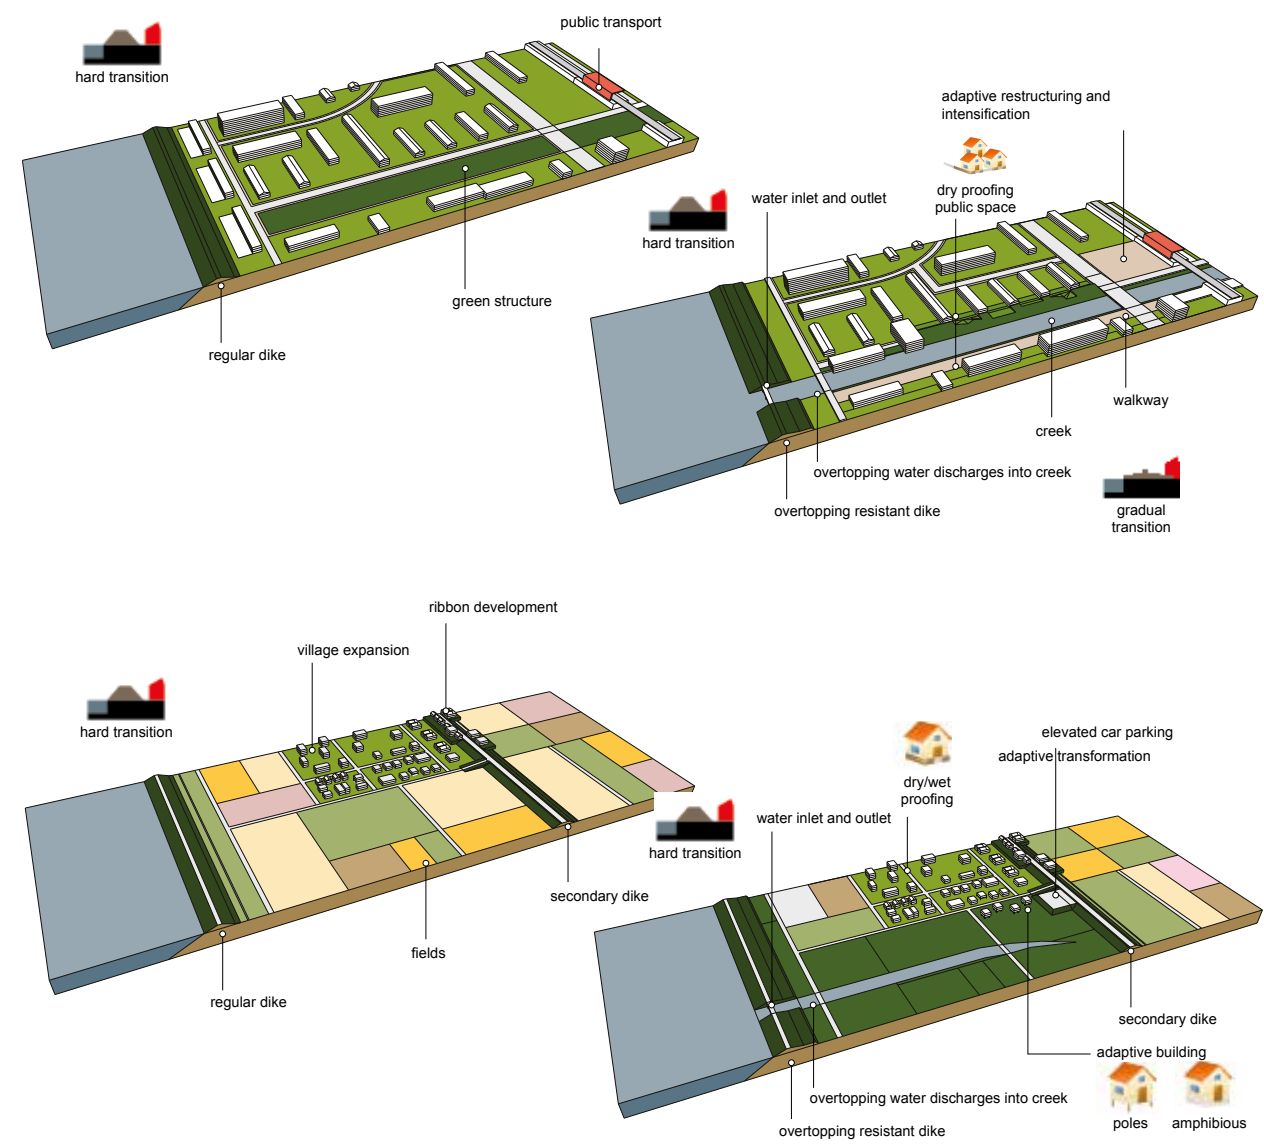 public transport
hard transition
green structure
regular dike
adaptive restructuring and
intensification
dry proofing
public space
water inlet and outlet
hard transition
walkway
creek
overtopping water discharges into creek
overtopping resistant dike
gradual
transition
ribbon development
village expansion
hard transition
secondary dike
fields
regular dike
elevated car parking
adaptive transformation
dry/wet
proofing
water inlet and outlet
hard transition
secondary dike
adaptive building
overtopping water discharges into creek
poles
amphibious
overtopping resistant dike